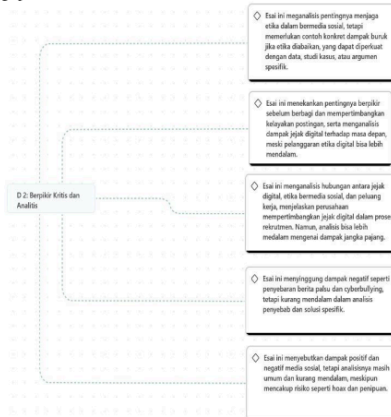 D 2: Berpikir Kritis dan
Analitis
Esai ini meganalisis pentingnya menjaga
etika dalam bermedia sosial, tetapi
memerlukan contoh konkret dampak buruk
jika etika diabaikan, yang dapat diperkuat
dengan data, studi kasus, atau argumen
spesifik.
Esai ini menekankan pentingnya berpikir
sebelum berbagi dan mempertimbangkan
kelayakan postingan, serta menganalisis
dampak jejak digital terhadap masa depan,
meski pelanggaran etika digital bisa lebih
mendalam.
Esai ini menganalisis hubungan antara jejak
digital, etika bermedia sosial, dan peluang
kerja, menjelaskan perusahaan
mempertimbangkan jejak digital dalam prose
rekrutmen. Namun, analisis bisa lebih
medalam mengenai dampak jangka pajang.
Esai ini menyinggung dampak negatif seperti
penyebaran berita palsu dan cyberbullying,
tetapi kurang mendalam dalam analisis
penyebab dan solusi spesifik.
Esai ini menyebutkan dampak positif dan
negatif media sosial, tetapi analisisnya masih
umum dan kurang mendalam, meskipun
mencakup risiko seperti hoax dan penipuan.